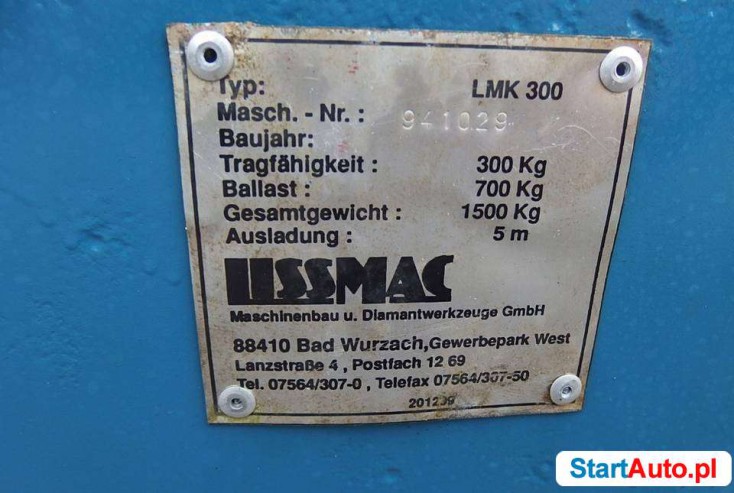 Typ: LMK 300
Masch. - Nr. : 941029
Baujahr:
Tragfähigkeit : 300 Kg
Ballast : 700 Kg
Gesamtgewicht : 1500 Kg
Ausladung : 5 m
LISSMAC
Maschinenbau u. Diamantwerkzeuge GmbH
88410 Bad Wurzach,Gewerbepark West
Lanzstraße 4 , Postfach 12 69
Tel. 07564/307-0 , Telefax 07564/307-50
StartAuto.pl